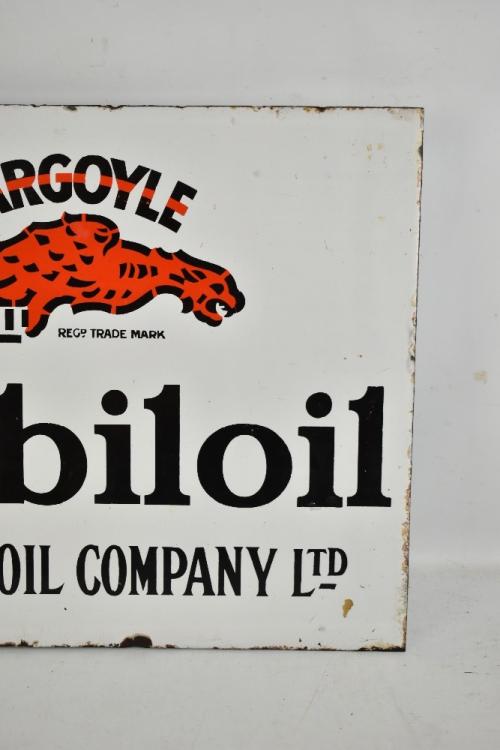 ARGOYLE
REGD TRADE MARK
biloil
OIL COMPANY LTD